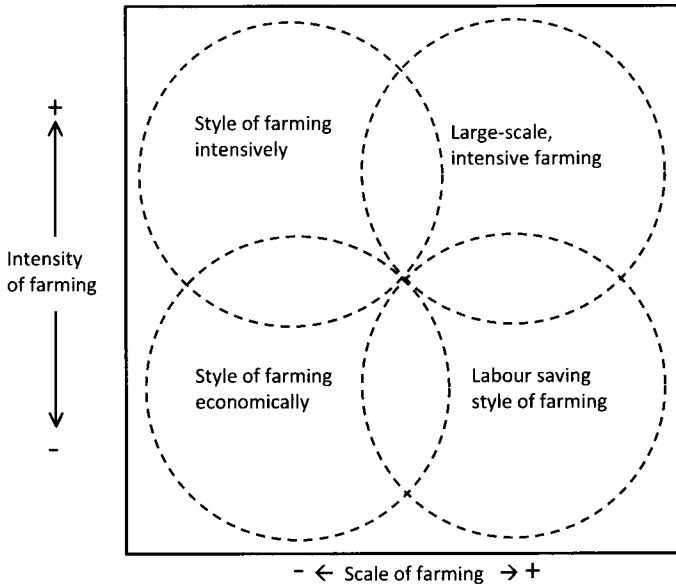 +
Intensity
of farming
-
Style of farming
intensively
Large-scale,
intensive farming
Style of farming
economically
Labour saving
style of farming
- ← Scale of farming → +